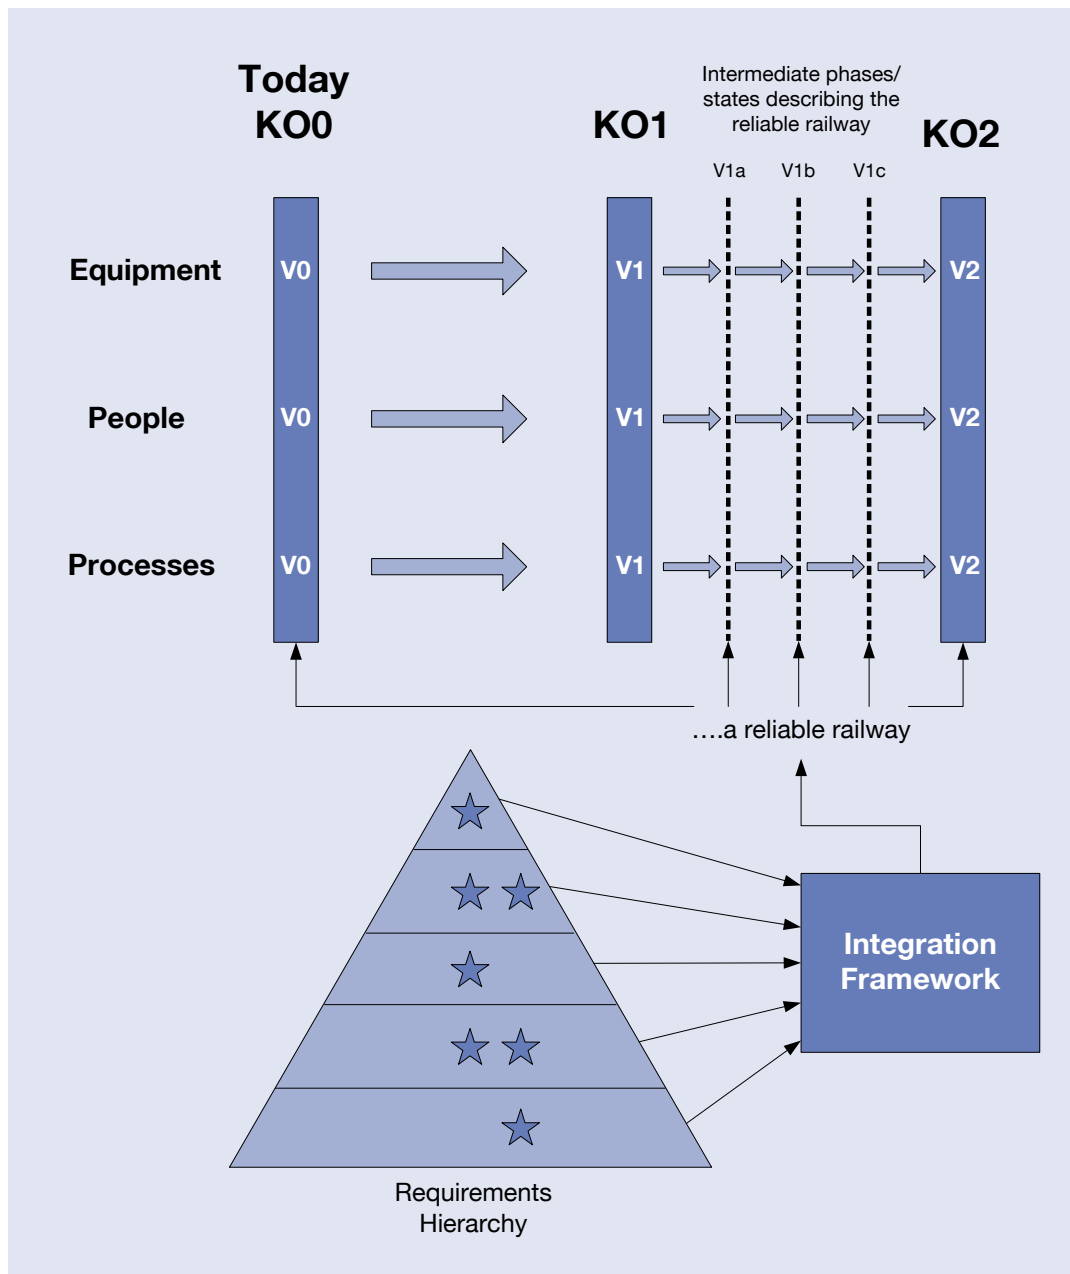 Today
KO0
KO1
Intermediate phases/
states describing the
reliable railway
KO2
V1a
V1b
V1c
Equipment
V0
V1
V2
People
V0
V1
V2
Processes
V0
V1
V2
....a reliable railway
Integration
Framework
Requirements
Hierarchy